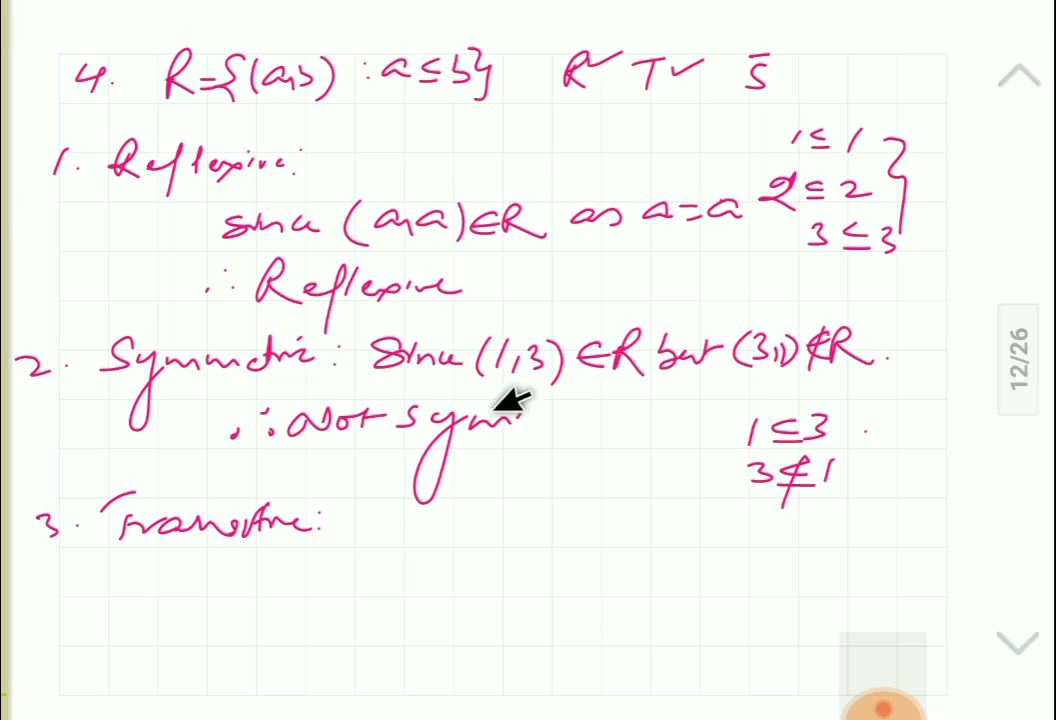 4. R={(a,b) : a≤b} R✓ T✓ S̄
1. Reflexive:
1≤1
2≤2
3≤3
since (a,a)∈R as a=a
∴ Reflexive
2. Symmetric: Since (1,3)∈R but (3,1)∉R.
∴ Not sym.
1≤3.
3≰1
3. Transitive:
12/26